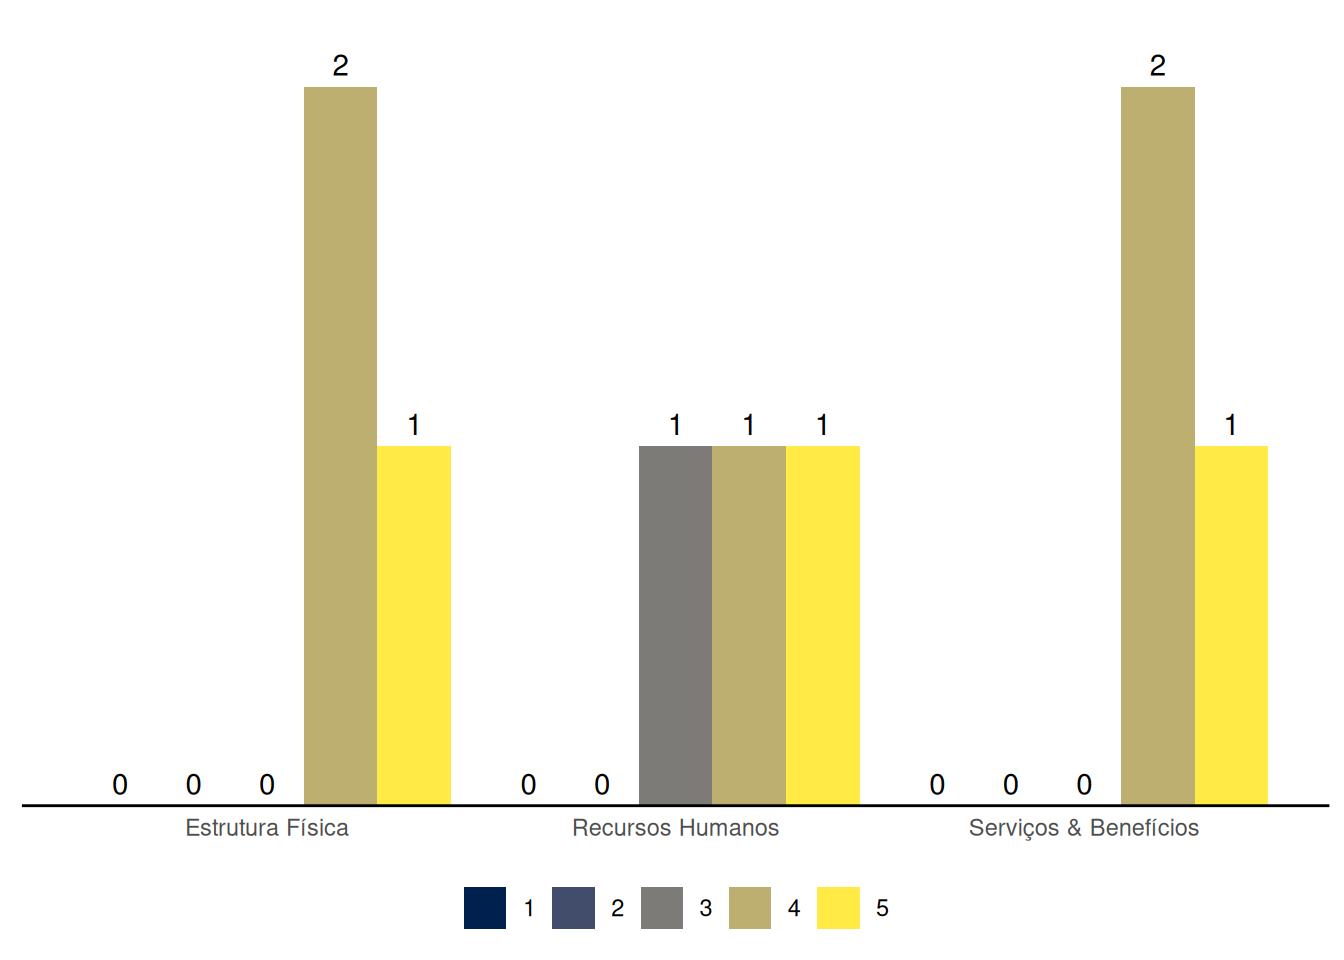 2 2
1 1 1 1 1
0 0 0 0 0 0 0 0
Estrutura Física Recursos Humanos Serviços & Benefícios
1 2 3 4 5